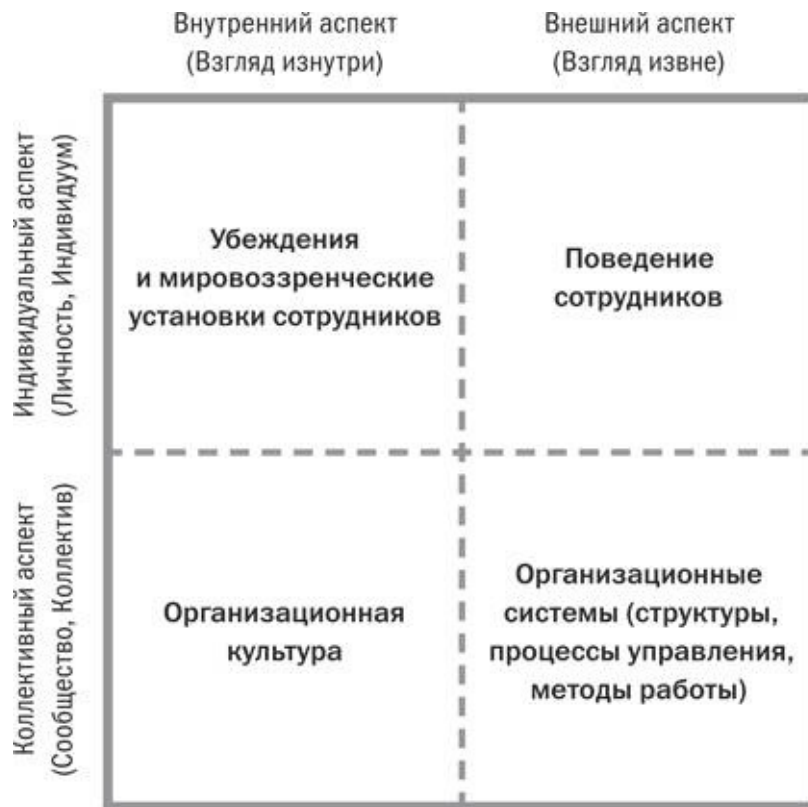 Внутренний аспект
(Взгляд изнутри)
Внешний аспект
(Взгляд извне)
Индивидуальный аспект
(Личность, Индивидуум)
Убеждения
и мировоззренческие
установки сотрудников
Поведение
сотрудников
Коллективный аспект
(Сообщество, Коллектив)
Организационная
культура
Организационные
системы (структуры,
процессы управления,
методы работы)